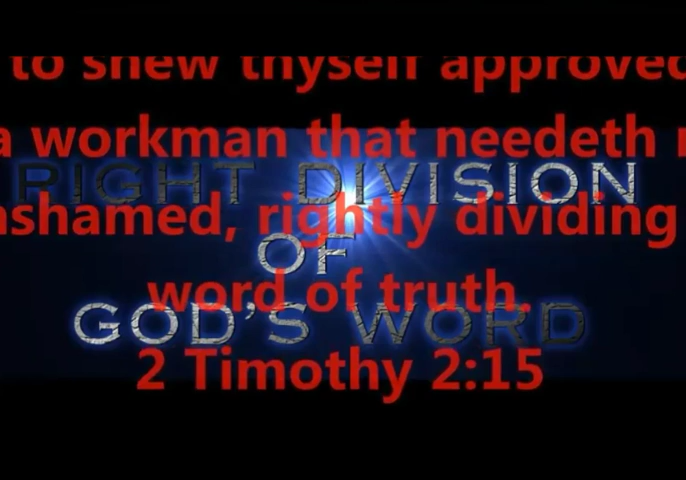 to shew thyself approved
a workman that needeth
RIGHT DIVISION
ashamed, rightly dividing
OF
word of truth.
GOD'S WORD
2 Timothy 2:15